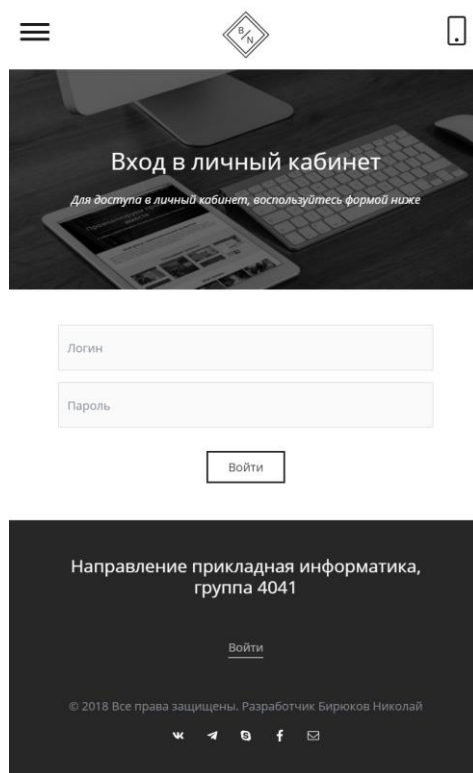 B/N
Вход в личный кабинет
Для доступа в личный кабинет, воспользуйтесь формой ниже
Логин
Пароль
Войти
Направление прикладная информатика,
группа 4041
Войти
© 2018 Все права защищены. Разработчик Бирюков Николай